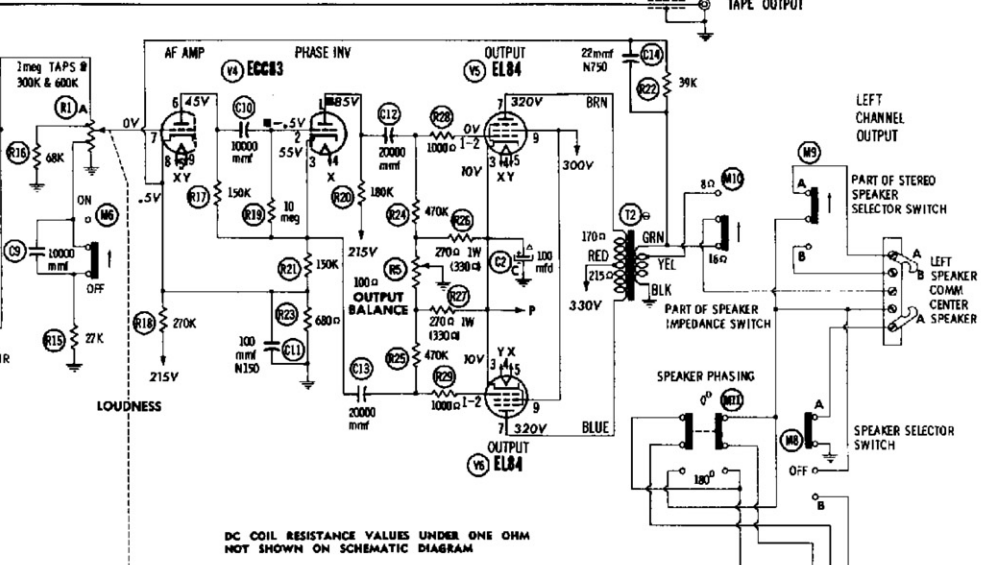 TAPE OUTPUT
AF AMP
PHASE INV
OUTPUT
V4 ECC83
V5 EL84
22mmf
N750
C14
R22
39K
1meg TAPS @
300K & 600K
R1 A
6
45V
C10
-.5V
1
85V
C12
R28
7
320V
BRN
0V
7
10000
mmf
2
55V
20000
mmf
0V
1000Ω
1-2
9
300V
LEFT
CHANNEL
OUTPUT
R16
68K
8
9
XY
3
4
X
10V
3
4
5
XY
.5V
R17
150K
R19
10
meg
R20
180K
R24
470K
R26
270Ω 1W
(330Ω)
C2
C
100
mfd
M9
A
B
PART OF STEREO
SPEAKER
SELECTOR SWITCH
8Ω
M10
16Ω
T2
170Ω
GRN
RED
YEL
215Ω
BLK
330V
PART OF SPEAKER
IMPEDANCE SWITCH
A
LEFT
B
SPEAKER
COMM
CENTER
A SPEAKER
ON
M6
C9
10000
mmf
OFF
215V
R21
150K
100Ω
R5
OUTPUT
BALANCE
R27
270Ω 1W
(330Ω)
P
R18
270K
R23
680Ω
R15
27K
100
mmf
N150
C11
R25
470K
10V
Y X
3
4
5
215V
C13
20000
mmf
R29
1000Ω
1-2
9
7
320V
BLUE
LOUDNESS
OUTPUT
V6 EL84
SPEAKER PHASING
0°
M11
180°
M8
A
SPEAKER SELECTOR
SWITCH
OFF
B
DC COIL RESISTANCE VALUES UNDER ONE OHM
NOT SHOWN ON SCHEMATIC DIAGRAM